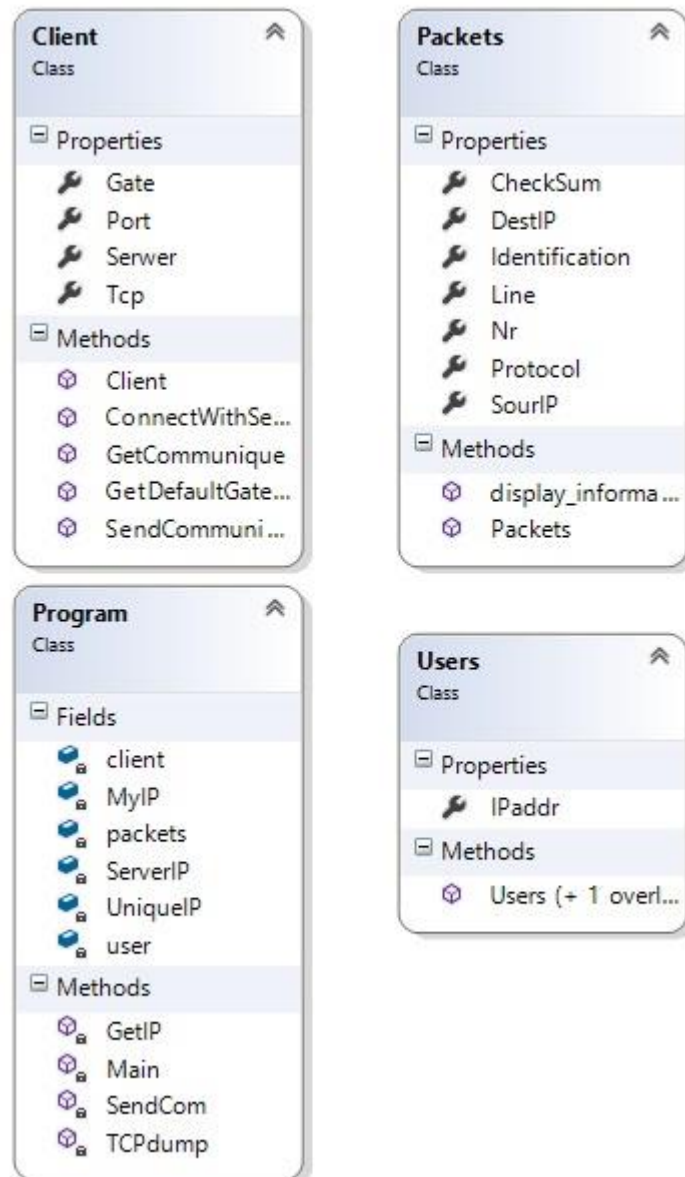 Client
Class
Properties
Gate
Port
Serwer
Tcp
Methods
Client
ConnectWithSe...
GetCommunique
GetDefaultGate...
SendCommuni...
Packets
Class
Properties
CheckSum
DestIP
Identification
Line
Nr
Protocol
SourIP
Methods
display_informa...
Packets
Program
Class
Fields
client
MyIP
packets
ServerIP
UniqueIP
user
Methods
GetIP
Main
SendCom
TCPdump
Users
Class
Properties
IPaddr
Methods
Users (+ 1 overl...